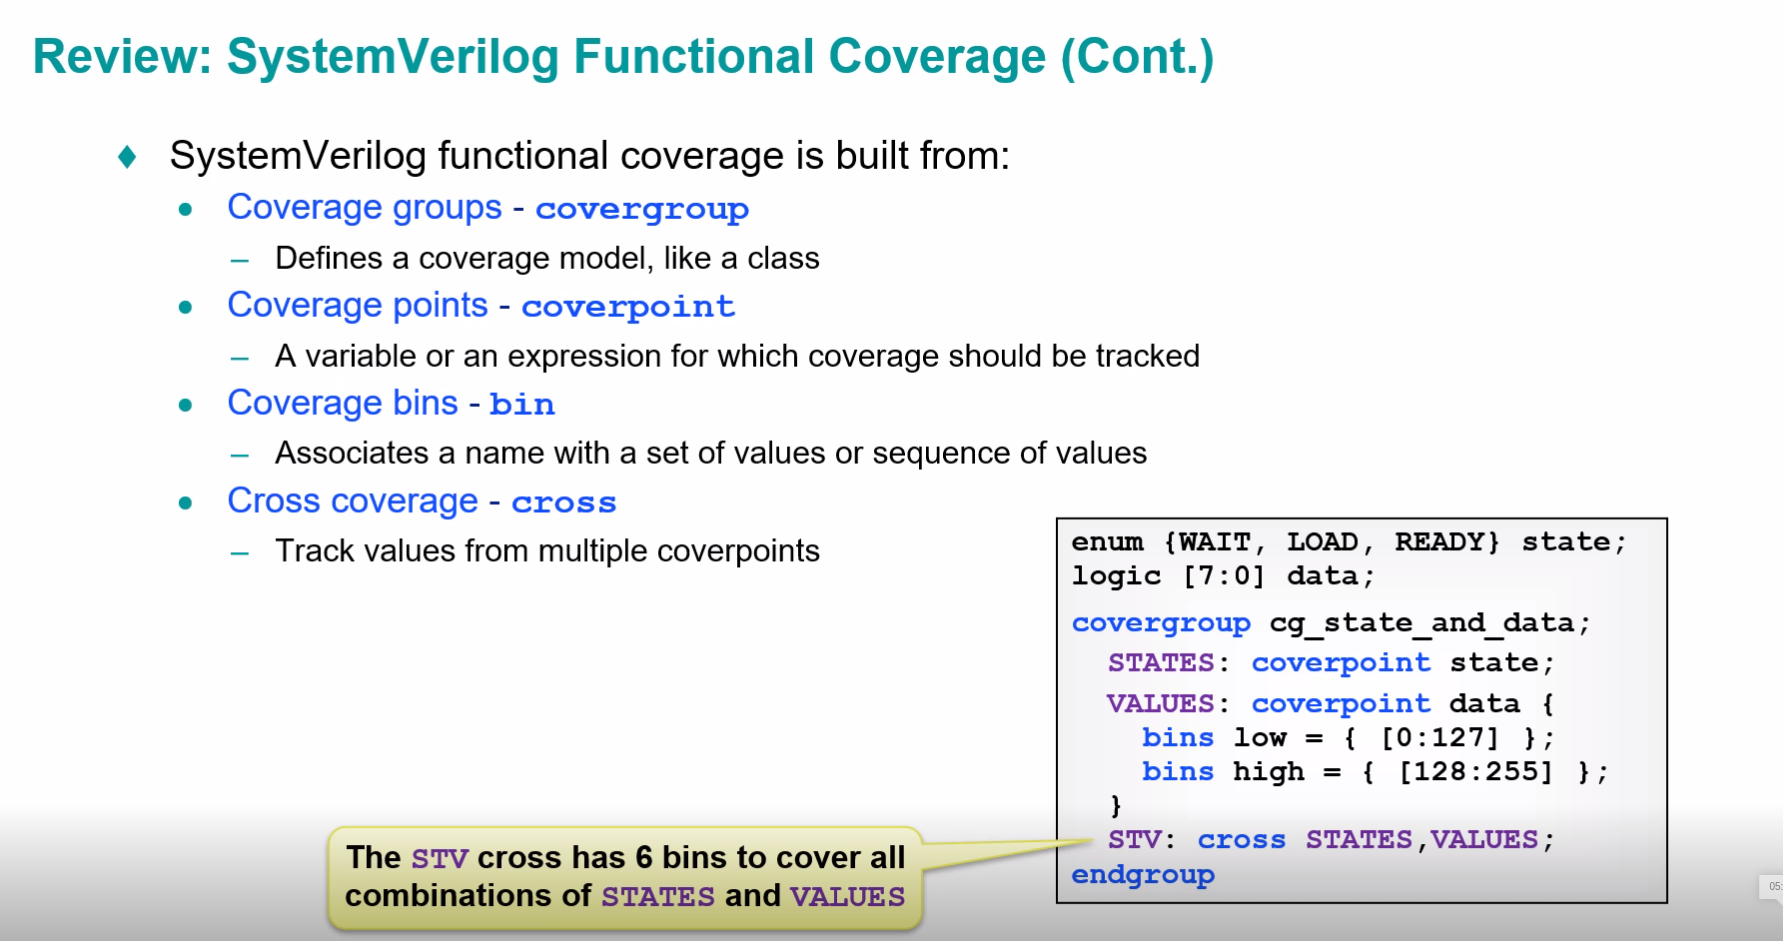 Review: SystemVerilog Functional Coverage (Cont.)
♦ SystemVerilog functional coverage is built from:
● Coverage groups - covergroup
– Defines a coverage model, like a class
● Coverage points - coverpoint
– A variable or an expression for which coverage should be tracked
● Coverage bins - bin
– Associates a name with a set of values or sequence of values
● Cross coverage - cross
– Track values from multiple coverpoints
enum {WAIT, LOAD, READY} state;
logic [7:0] data;
covergroup cg_state_and_data;
STATES: coverpoint state;
VALUES: coverpoint data {
bins low = { [0:127] };
bins high = { [128:255] };
}
STV: cross STATES,VALUES;
endgroup
The STV cross has 6 bins to cover all
combinations of STATES and VALUES
05: